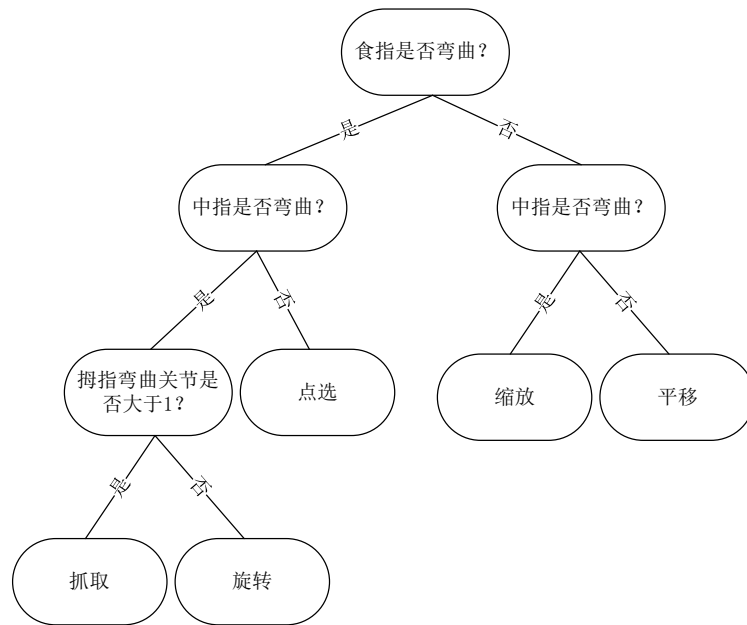 食指是否弯曲?
是
否
中指是否弯曲?
中指是否弯曲?
是
否
是
否
拇指弯曲关节是
否大于1?
点选
缩放
平移
是
否
抓取
旋转